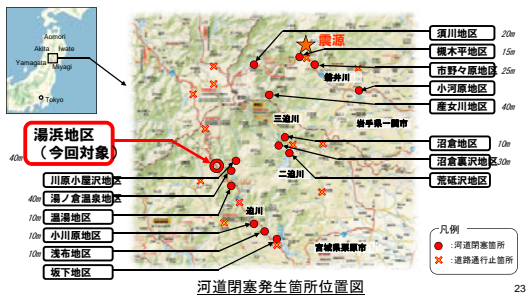 Aomori
Akita Iwate
Yamagata Miyagi
Tokyo
震源
須川地区 20m
槻木平地区 15m
市野々原地区 25m
磐井川
小河原地区
産女川地区 40m
岩手県一関市
三迫川
湯浜地区
(今回対象)
40m
沼倉地区 10m
沼倉裏沢地区 30m
荒砥沢地区
二迫川
川原小屋沢地区
40m 湯ノ倉温泉地区
10m 温湯地区
迫川
10m 小川原地区
10m 浅布地区
坂下地区
宮城県栗原市
凡例
:河道閉塞箇所
:道路通行止箇所
河道閉塞発生箇所位置図
23